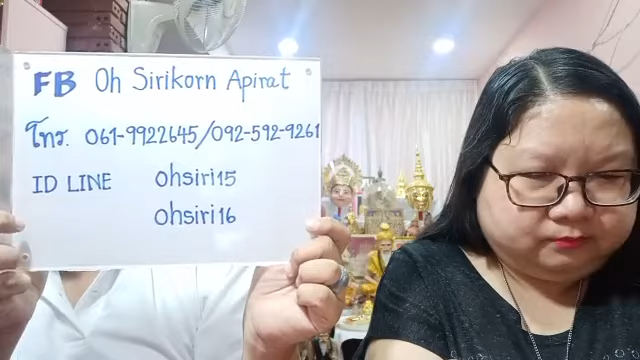 FB Oh Sirikorn Apirat
โทร. 061-9922645/092-592-9261
ID LINE ohsiri15
ohsiri16